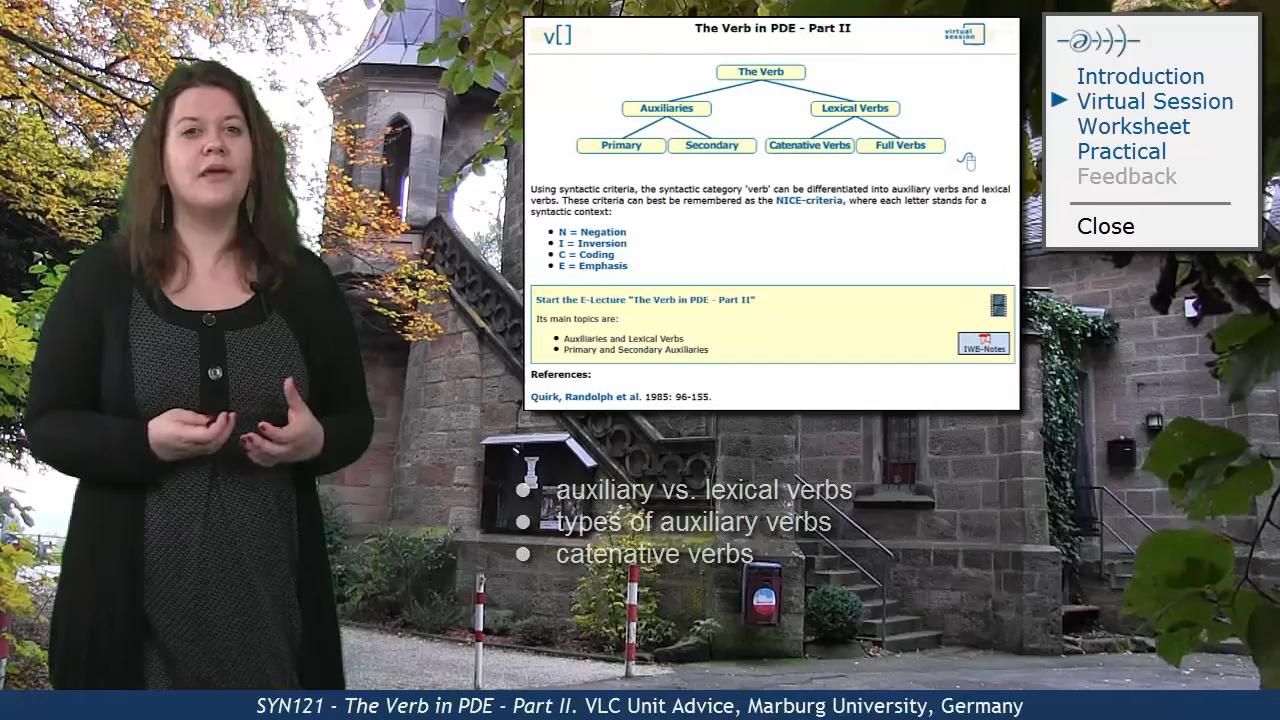 v[]
The Verb in PDE - Part II
virtual
session
The Verb
Auxiliaries
Lexical Verbs
Primary
Secondary
Catenative Verbs
Full Verbs
Using syntactic criteria, the syntactic category 'verb' can be differentiated into auxiliary verbs and lexical
verbs. These criteria can best be remembered as the NICE-criteria, where each letter stands for a
syntactic context:
N = Negation
I = Inversion
C = Coding
E = Emphasis
Start the E-Lecture "The Verb in PDE - Part II"
Its main topics are:
Auxiliaries and Lexical Verbs
Primary and Secondary Auxiliaries
IWB-Notes
References:
Quirk, Randolph et al. 1985: 96-155.
Introduction
Virtual Session
Worksheet
Practical
Feedback
Close
auxiliary vs. lexical verbs
types of auxiliary verbs
catenative verbs
SYN121 - The Verb in PDE - Part II. VLC Unit Advice, Marburg University, Germany